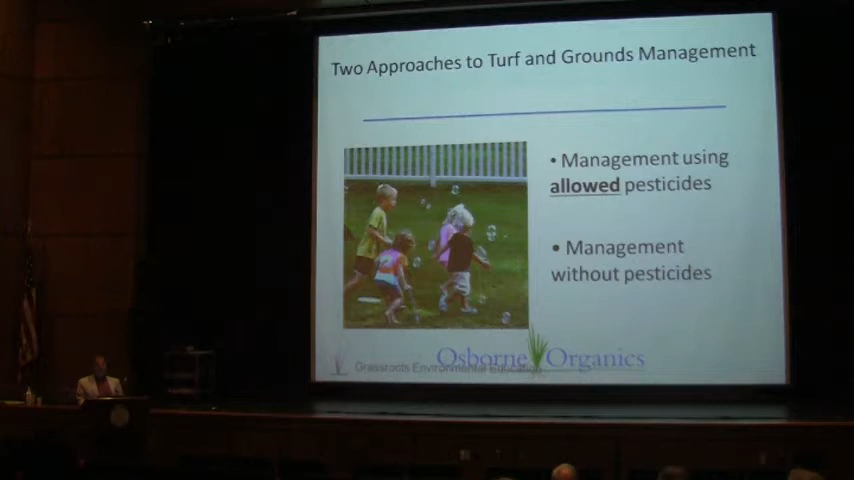 Two Approaches to Turf and Grounds Management
• Management using
allowed pesticides
• Management
without pesticides
Osborne Organics
Grassroots Environmental Education